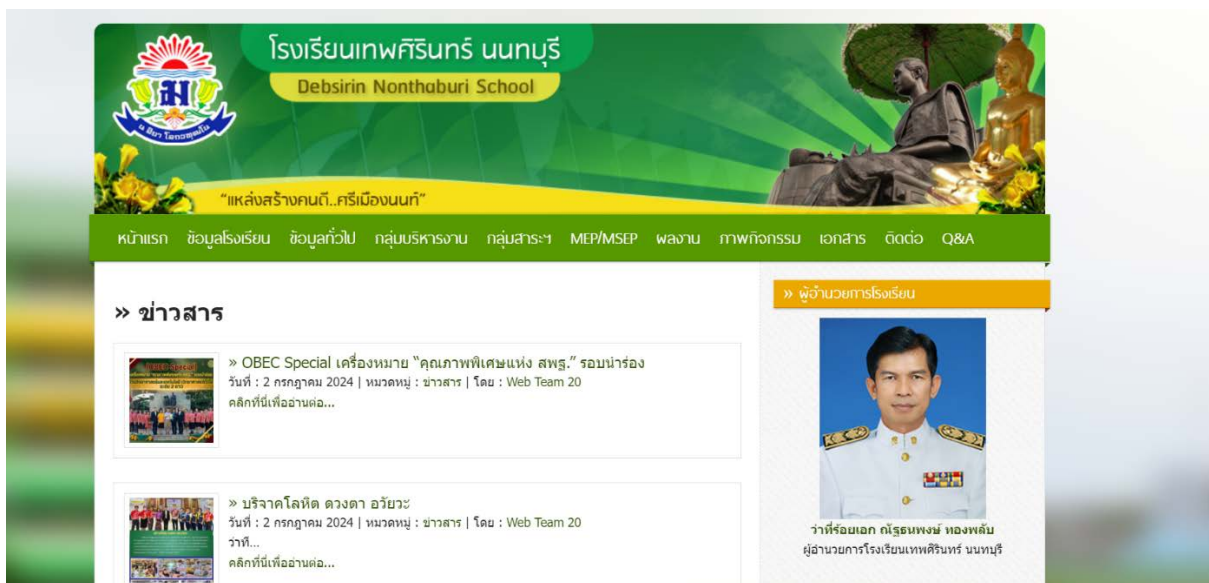 โรงเรียนเทพศิรินทร์ นนทบุรี
Debsirin Nonthaburi School
น สิยา โลกวฑฺฒโน
“แหล่งสร้างคนดี..ศรีเมืองนนท์”
หน้าแรก ข้อมูลโรงเรียน ข้อมูลทั่วไป กลุ่มบริหารงาน กลุ่มสาระฯ MEP/MSEP ผลงาน ภาพกิจกรรม เอกสาร ติดต่อ Q&A
» ข่าวสาร
» OBEC Special เครื่องหมาย “คุณภาพพิเศษแห่ง สพฐ.” รอบนำร่อง
วันที่ : 2 กรกฎาคม 2024 | หมวดหมู่ : ข่าวสาร | โดย : Web Team 20
คลิกที่นี่เพื่ออ่านต่อ...
» บริจาคโลหิต ดวงตา อวัยวะ
วันที่ : 2 กรกฎาคม 2024 | หมวดหมู่ : ข่าวสาร | โดย : Web Team 20
ว่าที...
คลิกที่นี่เพื่ออ่านต่อ...
» ผู้อำนวยการโรงเรียน
ว่าที่ร้อยเอก ณัฐธนพงษ์ ทองพลับ
ผู้อำนวยการโรงเรียนเทพศิรินทร์ นนทบุรี